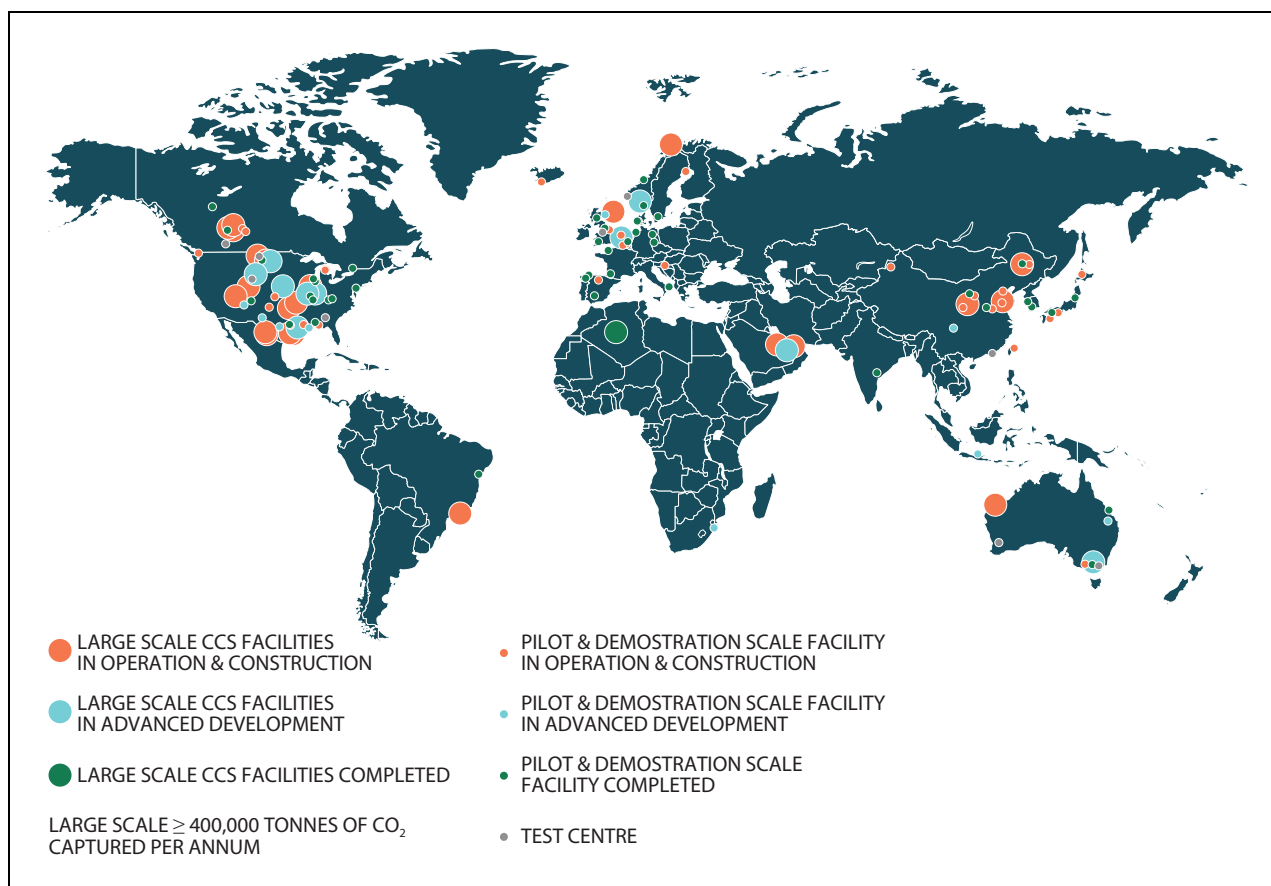 LARGE SCALE CCS FACILITIES
IN OPERATION & CONSTRUCTION
LARGE SCALE CCS FACILITIES
IN ADVANCED DEVELOPMENT
LARGE SCALE CCS FACILITIES COMPLETED
LARGE SCALE ≥ 400,000 TONNES OF CO₂
CAPTURED PER ANNUM
PILOT & DEMOSTRATION SCALE FACILITY
IN OPERATION & CONSTRUCTION
PILOT & DEMOSTRATION SCALE FACILITY
IN ADVANCED DEVELOPMENT
PILOT & DEMOSTRATION SCALE
FACILITY COMPLETED
TEST CENTRE